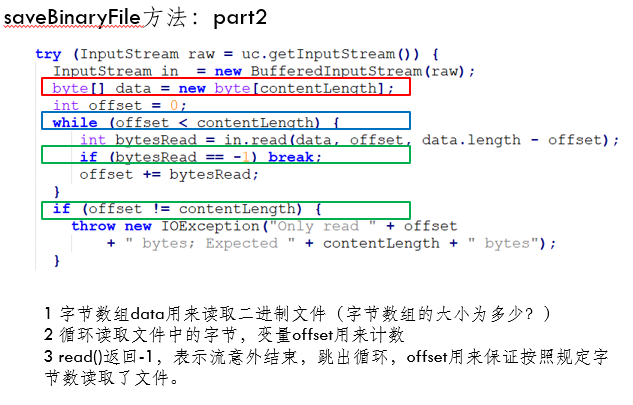 saveBinaryFile方法：part2
try (InputStream raw = uc.getInputStream()) {
InputStream in = new BufferedInputStream(raw);
byte[] data = new byte[contentLength];
int offset = 0;
while (offset < contentLength) {
int bytesRead = in.read(data, offset, data.length - offset);
if (bytesRead == -1) break;
offset += bytesRead;
}
if (offset != contentLength) {
throw new IOException("Only read " + offset
+ " bytes; Expected " + contentLength + " bytes");
}
1 字节数组data用来读取二进制文件（字节数组的大小为多少？）
2 循环读取文件中的字节，变量offset用来计数
3 read()返回-1，表示流意外结束，跳出循环，offset用来保证按照规定字
节数读取了文件。